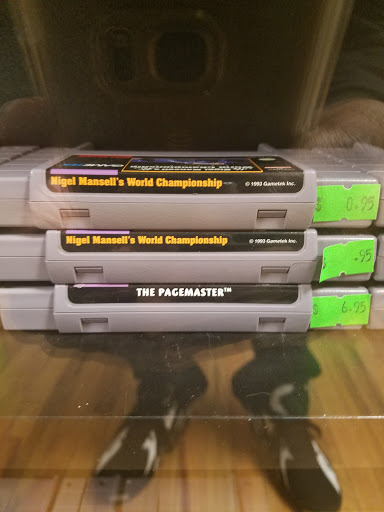 Nigel Mansell's World Championship © 1993 Gametek Inc. $ 0.95
Nigel Mansell's World Championship © 1993 Gametek Inc. .95
THE PAGEMASTER™ $ 6.95